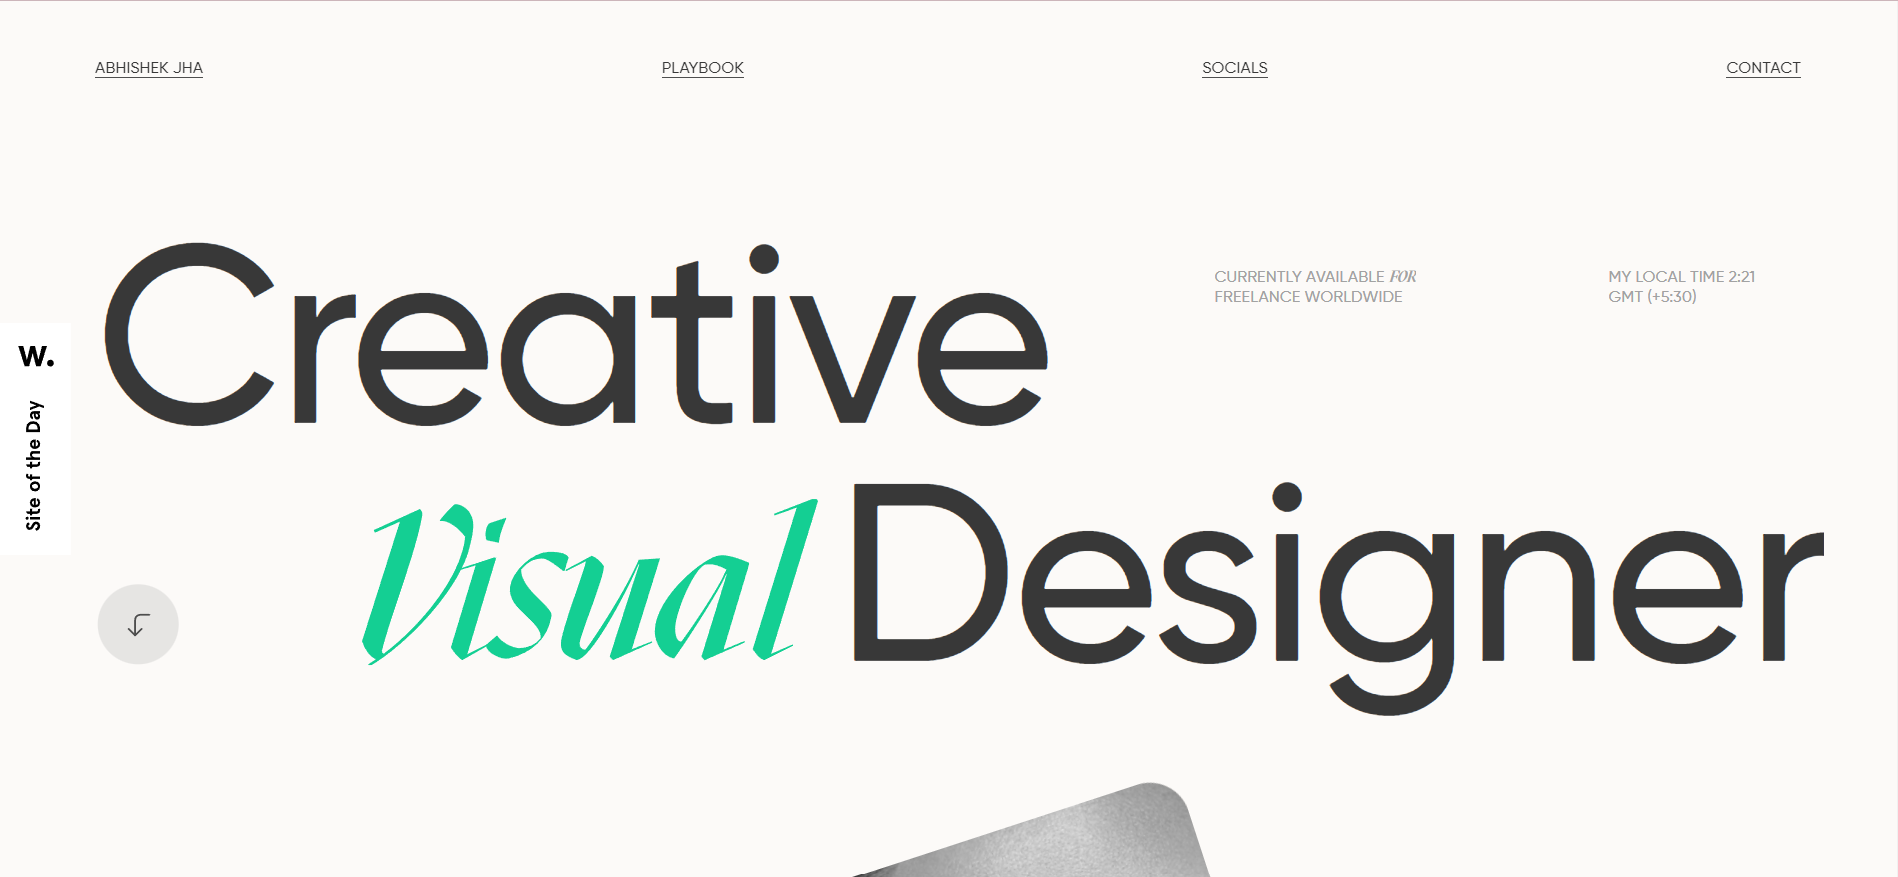 ABHISHEK JHA
PLAYBOOK
SOCIALS
CONTACT
Creative
CURRENTLY AVAILABLE FOR
FREELANCE WORLDWIDE
MY LOCAL TIME 2:21
GMT (+5:30)
W.
Site of the Day
Visual Designer